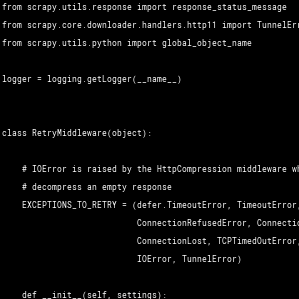 from scrapy.utils.response import response_status_message
from scrapy.core.downloader.handlers.http11 import TunnelErr
from scrapy.utils.python import global_object_name
logger = logging.getLogger(__name__)
class RetryMiddleware(object):
# IOError is raised by the HttpCompression middleware wh
# decompress an empty response
EXCEPTIONS_TO_RETRY = (defer.TimeoutError, TimeoutError,
ConnectionRefusedError, Connectio
ConnectionLost, TCPTimedOutError,
IOError, TunnelError)
def __init__(self, settings):